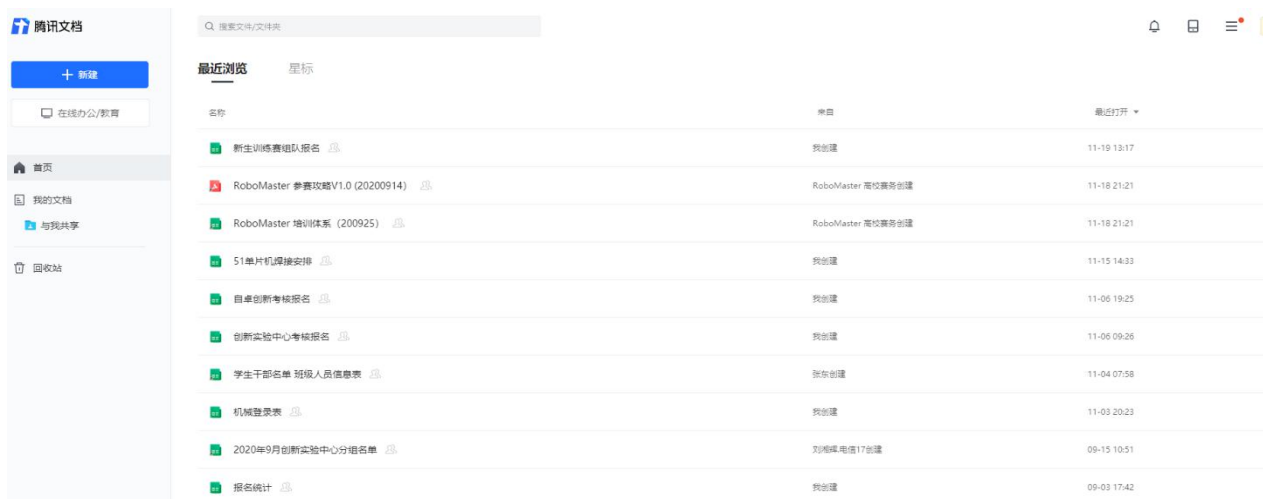 腾讯文档
搜索文件/文件夹
新建
最近浏览 星标
在线办公/教育
名称 来自 最近打开
新生训练赛组队报名 我创建 11-19 13:17
首页
RoboMaster 参赛攻略V1.0 (20200914) RoboMaster 高校赛务创建 11-18 21:21
我的文档
与我共享
RoboMaster 培训体系（200925） RoboMaster 高校赛务创建 11-18 21:21
回收站
51单片机焊接安排 我创建 11-15 14:33
自卓创新考核报名 我创建 11-06 19:25
创新实验中心考核报名 我创建 11-06 09:26
学生干部名单 班级人员信息表 张东创建 11-04 07:58
机械登录表 我创建 11-03 20:23
2020年9月创新实验中心分组名单 刘湘辉电信17创建 09-15 10:51
报名统计 我创建 09-03 17:42